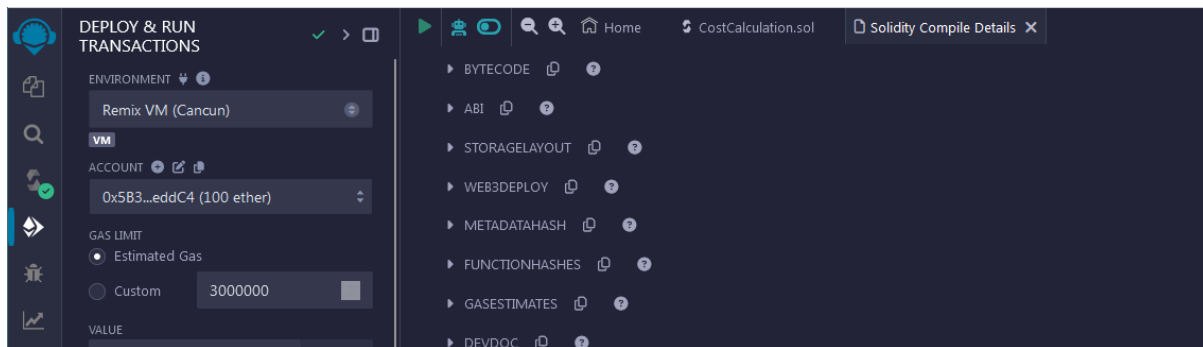 DEPLOY & RUN
TRANSACTIONS
ENVIRONMENT
Remix VM (Cancun)
VM
ACCOUNT
0x5B3...eddC4 (100 ether)
GAS LIMIT
Estimated Gas
Custom 3000000
VALUE
Home CostCalculation.sol Solidity Compile Details
BYTECODE
ABI
STORAGELAYOUT
WEB3DEPLOY
METADATAHASH
FUNCTIONHASHES
GASESTIMATES
DEVDOC